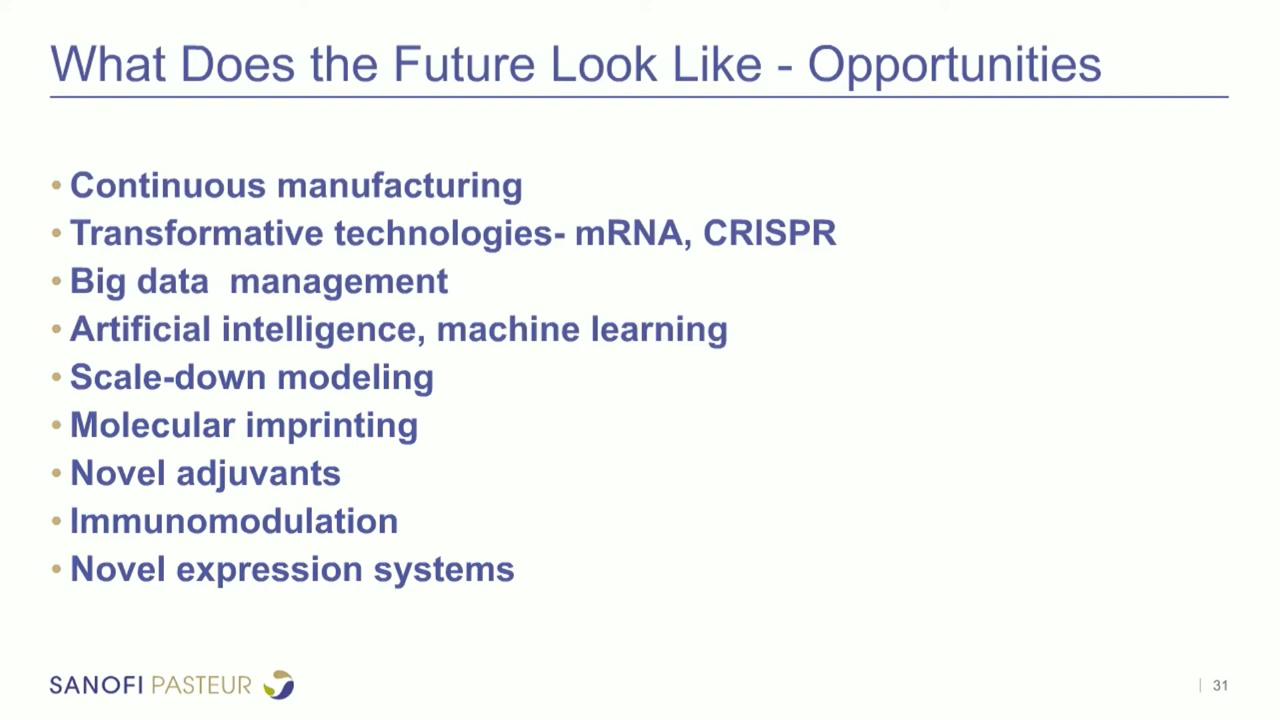 What Does the Future Look Like - Opportunities
• Continuous manufacturing
• Transformative technologies- mRNA, CRISPR
• Big data  management
• Artificial intelligence, machine learning
• Scale-down modeling
• Molecular imprinting
• Novel adjuvants
• Immunomodulation
• Novel expression systems
SANOFI PASTEUR
| 31